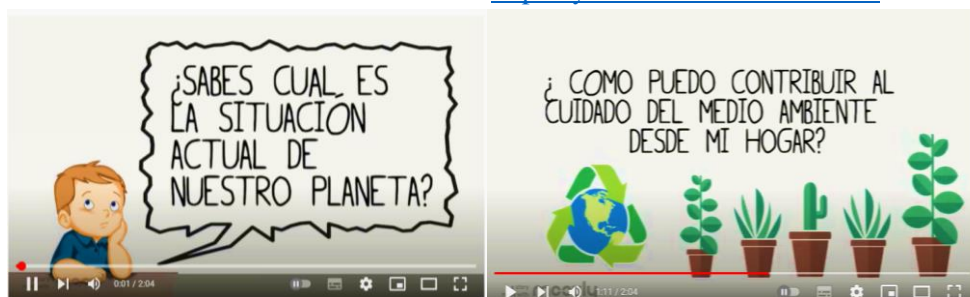 ¿SABES CUAL ES
LA SITUACIÓN
ACTUAL DE
NUESTRO PLANETA?
0:01 / 2:04
¿ COMO PUEDO CONTRIBUIR AL
CUIDADO DEL MEDIO AMBIENTE
DESDE MI HOGAR?
1:11 / 2:04